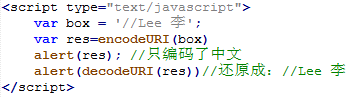 <script type="text/javascript">
    var box = '//Lee 李';
    var res=encodeURI(box)
    alert(res); //只编码了中文
    alert(decodeURI(res))//还原成：//Lee 李
</script>